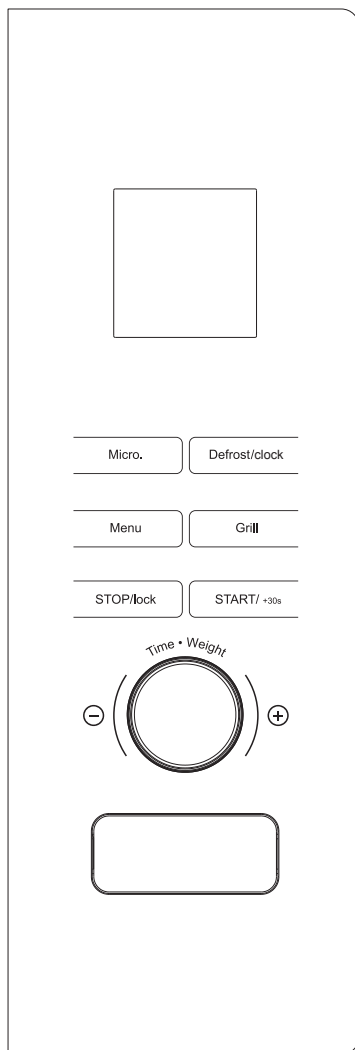 Micro. Defrost/clock
Menu Grill
STOP/lock START/ +30s
Time • Weight
− +